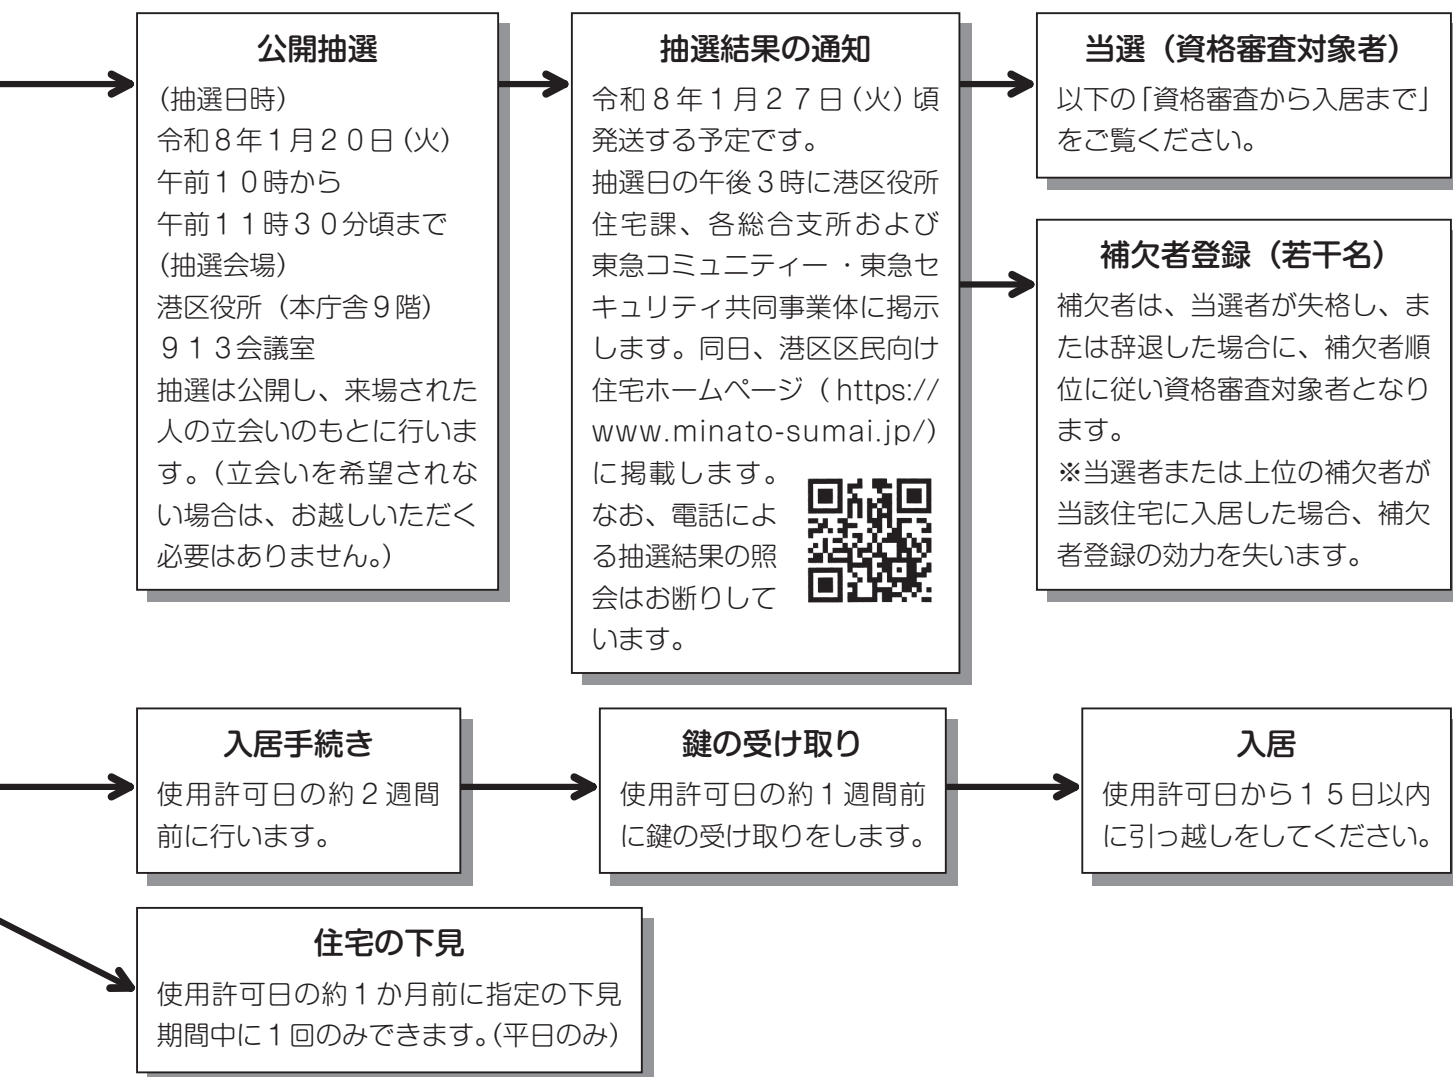 公開抽選
(抽選日時)
令和8年1月20日(火)
午前10時から
午前11時30分頃まで
(抽選会場)
港区役所（本庁舎9階）
913会議室
抽選は公開し、来場された
人の立会いのもとに行いま
す。(立会いを希望されな
い場合は、お越しいただく
必要はありません。)
抽選結果の通知
令和8年1月27日(火)頃
発送する予定です。
抽選日の午後3時に港区役所
住宅課、各総合支所および
東急コミュニティー・東急セ
キュリティ共同事業体に掲示
します。同日、港区区民向け
住宅ホームページ（https://
www.minato-sumai.jp/)
に掲載します。
なお、電話によ
る抽選結果の照
会はお断りして
います。
当選（資格審査対象者）
以下の「資格審査から入居まで」
をご覧ください。
補欠者登録（若干名）
補欠者は、当選者が失格し、ま
たは辞退した場合に、補欠者順
位に従い資格審査対象者となり
ます。
※当選者または上位の補欠者が
当該住宅に入居した場合、補欠
者登録の効力を失います。
入居手続き
使用許可日の約2週間
前に行います。
鍵の受け取り
使用許可日の約1週間前
に鍵の受け取りをします。
入居
使用許可日から15日以内
に引っ越しをしてください。
住宅の下見
使用許可日の約1か月前に指定の下見
期間中に1回のみできます。(平日のみ)